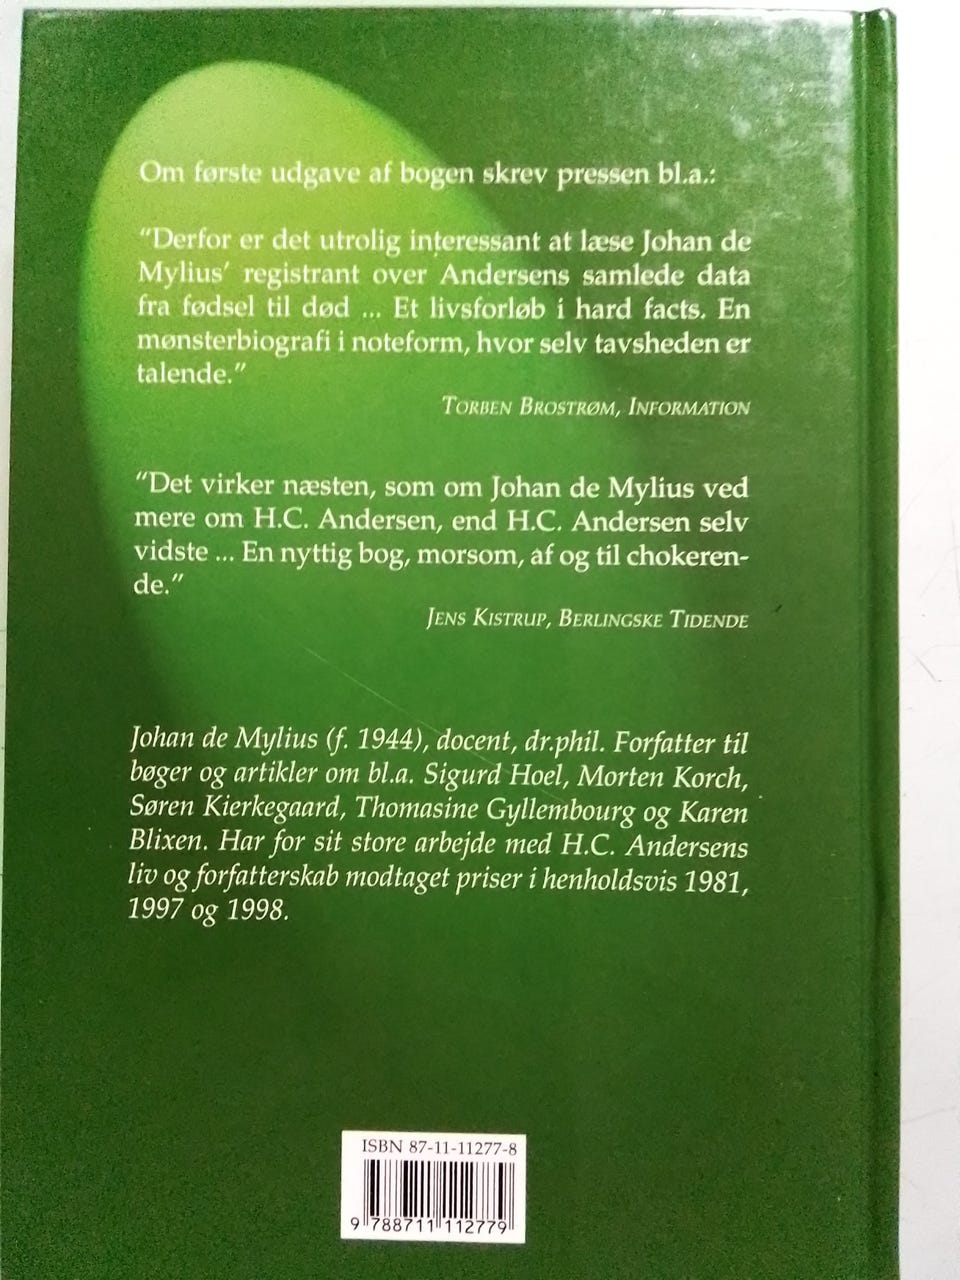 Om første udgave af bogen skrev pressen bl.a.:
“Derfor er det utrolig interessant at læse Johan de
Mylius’ registrant over Andersens samlede data
fra fødsel til død ... Et livsforløb i hard facts. En
mønsterbiografi i noteform, hvor selv tavsheden er
talende.”
TORBEN BROSTRØM, INFORMATION
“Det virker næsten, som om Johan de Mylius ved
mere om H.C. Andersen, end H.C. Andersen selv
vidste ... En nyttig bog, morsom, af og til chokeren-
de.”
JENS KISTRUP, BERLINGSKE TIDENDE
Johan de Mylius (f. 1944), docent, dr.phil. Forfatter til
bøger og artikler om bl.a. Sigurd Hoel, Morten Korch,
Søren Kierkegaard, Thomasine Gyllembourg og Karen
Blixen. Har for sit store arbejde med H.C. Andersens
liv og forfatterskab modtaget priser i henholdsvis 1981,
1997 og 1998.
ISBN 87-11-11277-8
9 788711 112779